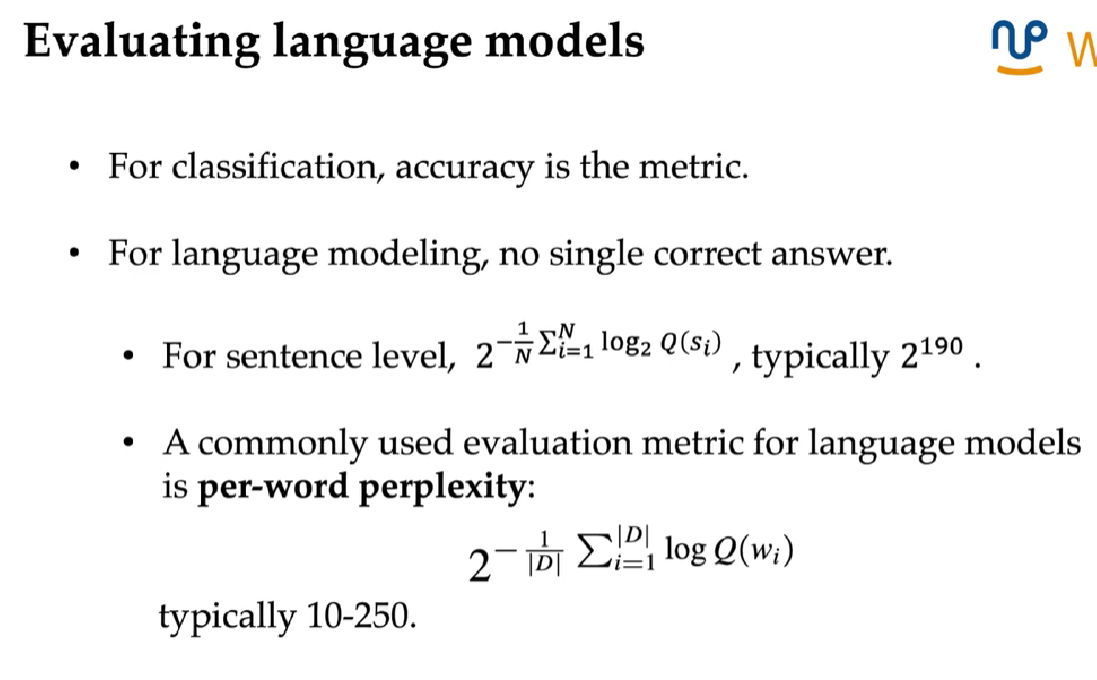 Evaluating language models
• For classification, accuracy is the metric.
• For language modeling, no single correct answer.
• For sentence level, $2^{-\frac{1}{N}\sum_{i=1}^{N} \log_2 Q(s_i)}$ , typically $2^{190}$ .
• A commonly used evaluation metric for language models
is per-word perplexity:
$2^{-\frac{1}{|D|}\sum_{i=1}^{|D|} \log Q(w_i)}$
typically 10-250.